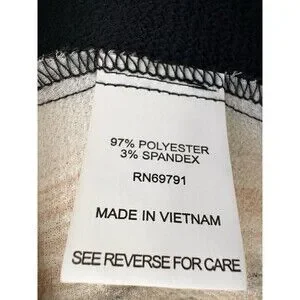 97% POLYESTER
3% SPANDEX
RN69791
MADE IN VIETNAM
SEE REVERSE FOR CARE